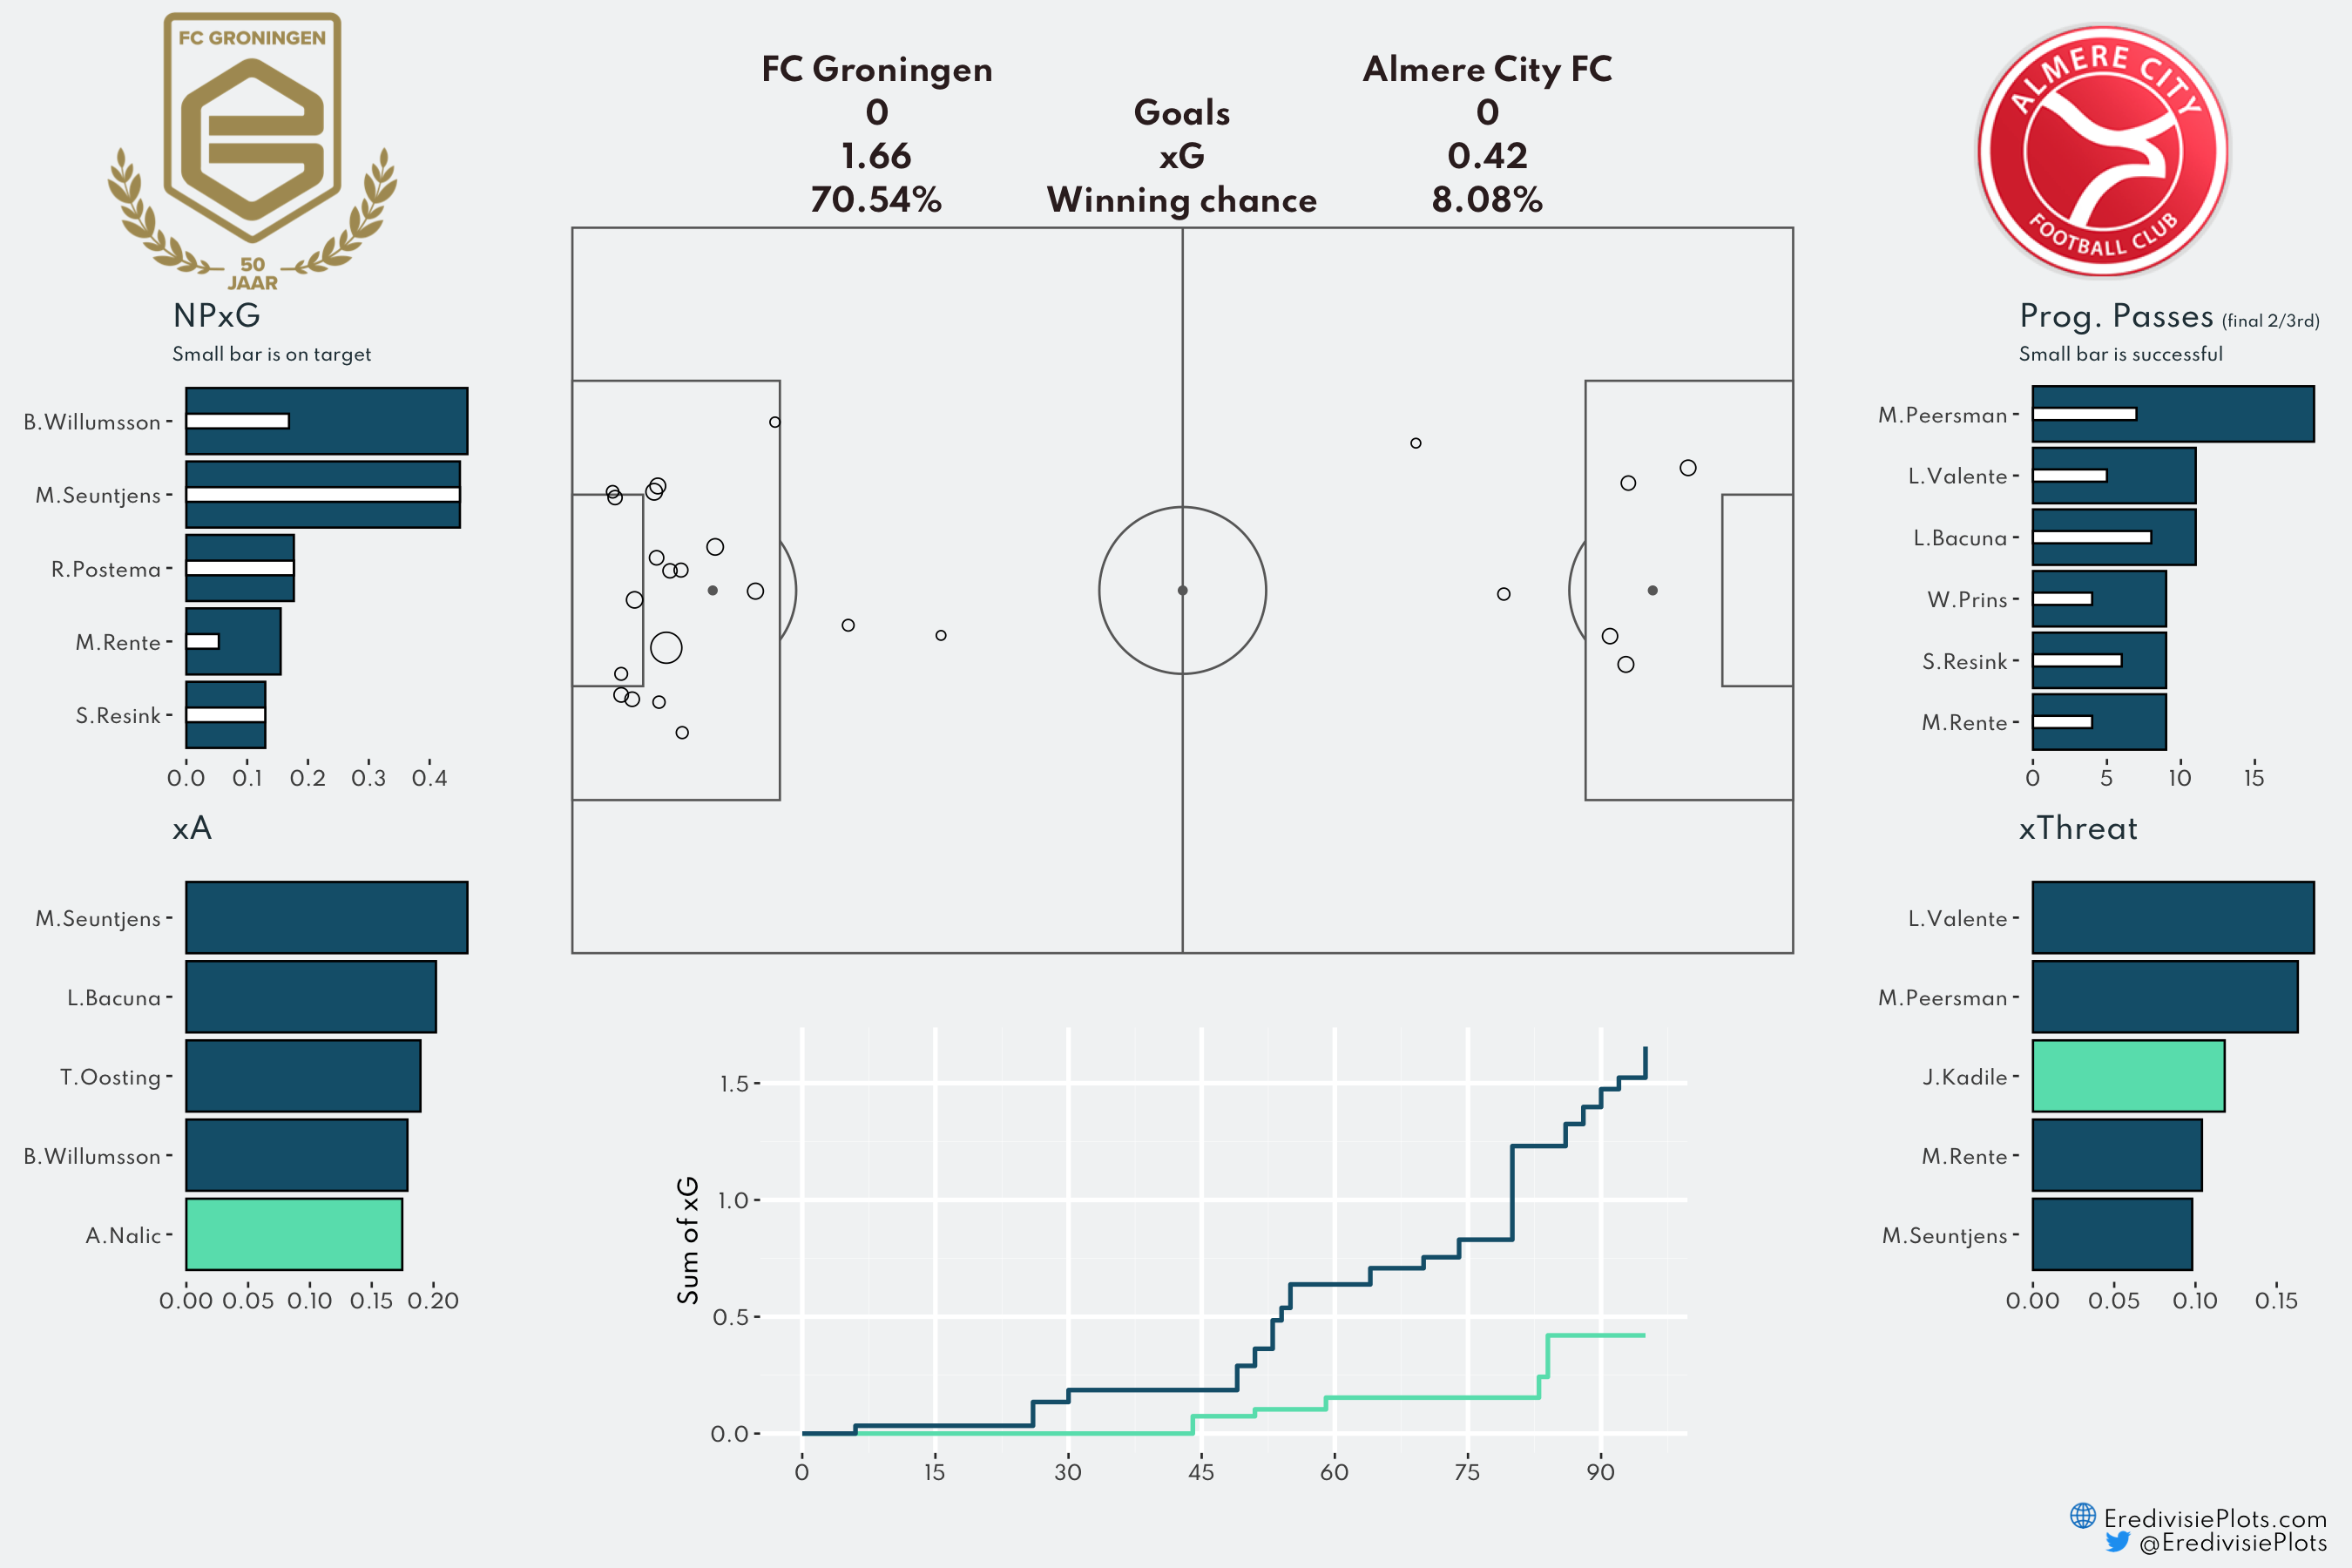 FC GRONINGEN
50
JAAR
FC Groningen
Almere City FC
0 Goals 0
1.66 xG 0.42
70.54% Winning chance 8.08%
ALMERE CITY
FOOTBALL CLUB
NPxG
Small bar is on target
B.Willumsson
M.Seuntjens
R.Postema
M.Rente
S.Resink
0.0 0.1 0.2 0.3 0.4
xA
M.Seuntjens
L.Bacuna
T.Oosting
B.Willumsson
A.Nalic
0.00 0.05 0.10 0.15 0.20
Sum of xG
1.5
1.0
0.5
0.0
0 15 30 45 60 75 90
Prog. Passes (final 2/3rd)
Small bar is successful
M.Peersman
L.Valente
L.Bacuna
W.Prins
S.Resink
M.Rente
0 5 10 15
xThreat
L.Valente
M.Peersman
J.Kadile
M.Rente
M.Seuntjens
0.00 0.05 0.10 0.15
EredivisiePlots.com
@EredivisiePlots